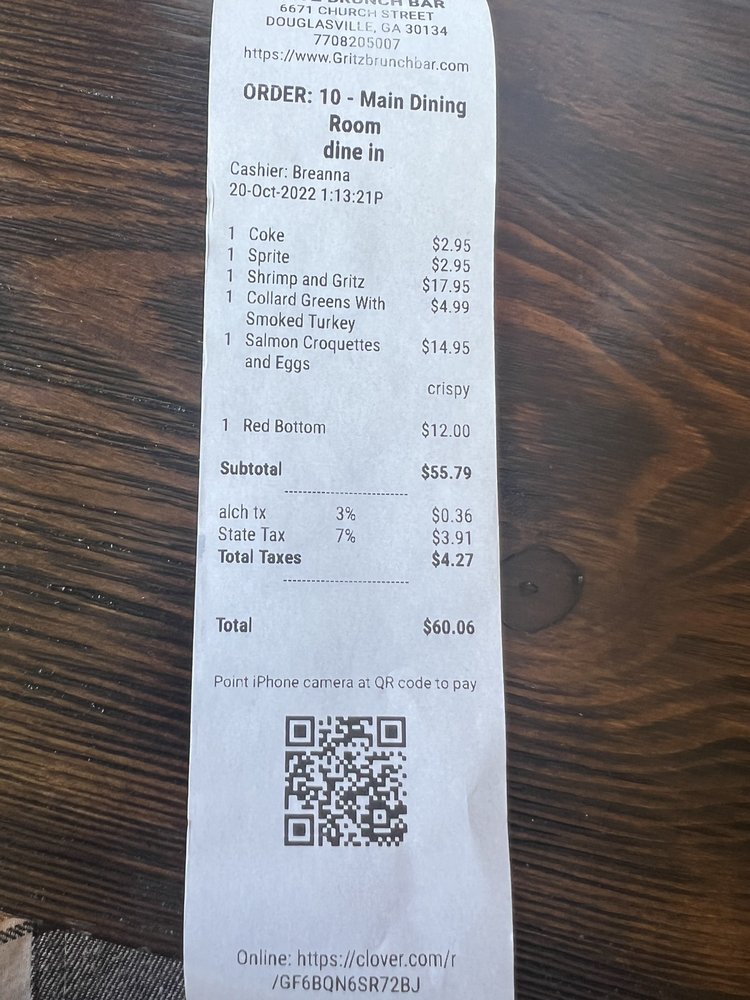 BRUNCH BAR
6671 CHURCH STREET
DOUGLASVILLE, GA 30134
7708205007
https://www.Gritzbrunchbar.com
ORDER: 10 - Main Dining
Room
dine in
Cashier: Breanna
20-Oct-2022 1:13:21P
1 Coke $2.95
1 Sprite $2.95
1 Shrimp and Gritz $17.95
1 Collard Greens With $4.99
Smoked Turkey
1 Salmon Croquettes $14.95
and Eggs
crispy
1 Red Bottom $12.00
Subtotal $55.79
alch tx 3% $0.36
State Tax 7% $3.91
Total Taxes $4.27
Total $60.06
Point iPhone camera at QR code to pay
Online: https://clover.com/r
/GF6BQN6SR72BJ